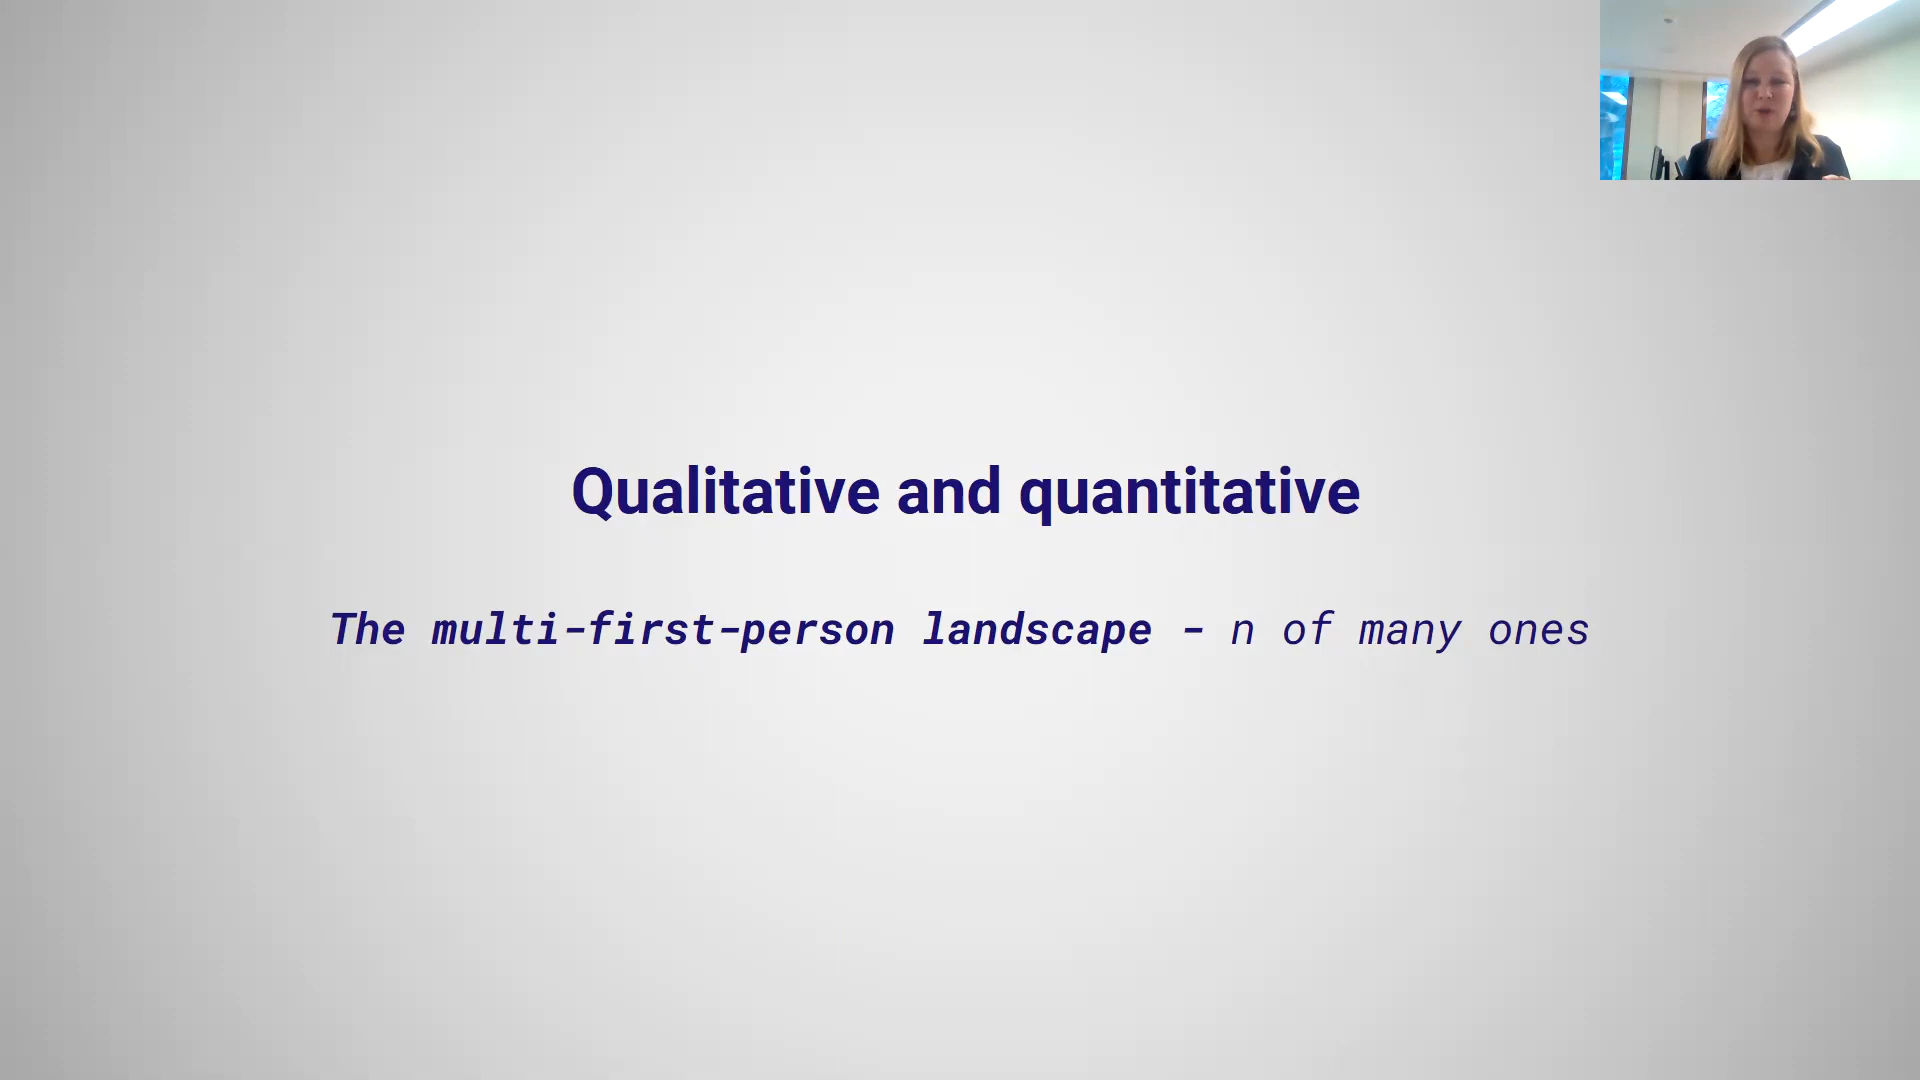 Qualitative and quantitative
The multi-first-person landscape - n of many ones